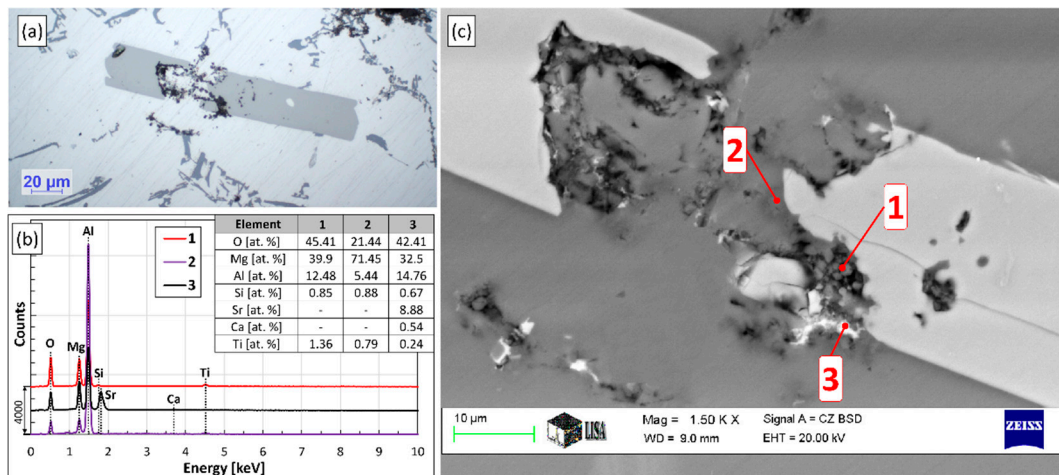 (a)
20 µm
(b)
1
2
3
Al
O
Mg
Si
Sr
Ca
Ti
Counts
4000
0 1 2 3 4 5 6 7 8 9 10
Energy [keV]
Element 1 2 3
O [at. %] 45.41 21.44 42.41
Mg [at. %] 39.9 71.45 32.5
Al [at. %] 12.48 5.44 14.76
Si [at. %] 0.85 0.88 0.67
Sr [at. %] - - 8.88
Ca [at. %] - - 0.54
Ti [at. %] 1.36 0.79 0.24
(c)
2
1
3
10 µm
LISA
Mag = 1.50 K X Signal A = CZ BSD
WD = 9.0 mm EHT = 20.00 kV
ZEISS